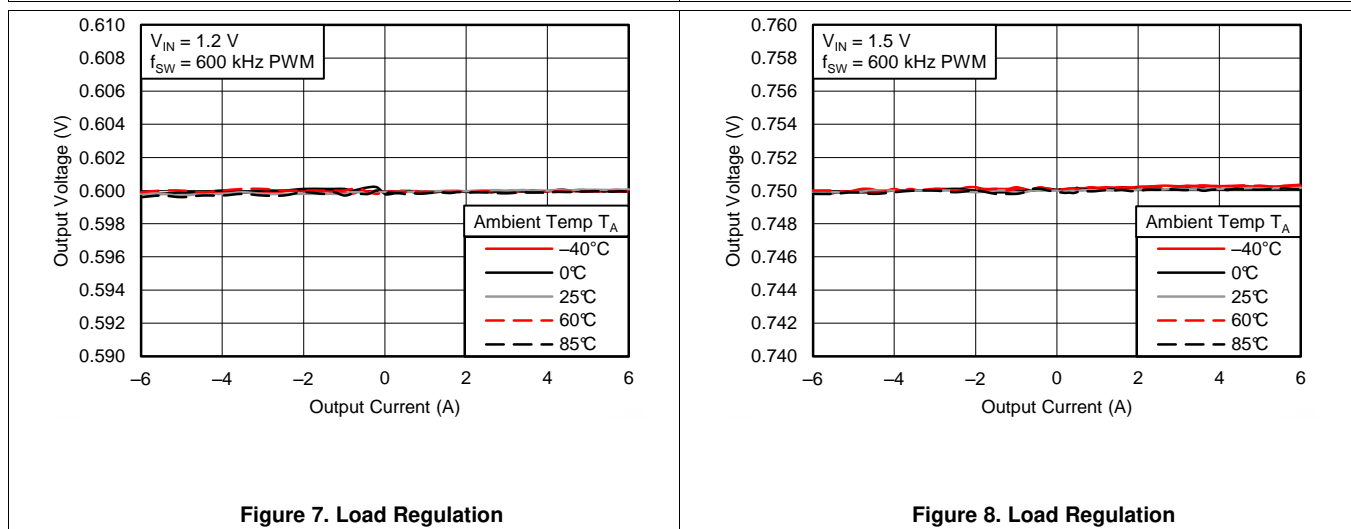 0.610
0.608
0.606
0.604
0.602
0.600
0.598
0.596
0.594
0.592
0.590
Output Voltage (V)
V_IN = 1.2 V
f_SW = 600 kHz PWM
Ambient Temp T_A
–40°C
0°C
25°C
60°C
85°C
–6 –4 –2 0 2 4 6
Output Current (A)
Figure 7. Load Regulation
0.760
0.758
0.756
0.754
0.752
0.750
0.748
0.746
0.744
0.742
0.740
Output Voltage (V)
V_IN = 1.5 V
f_SW = 600 kHz PWM
Ambient Temp T_A
–40°C
0°C
25°C
60°C
85°C
–6 –4 –2 0 2 4 6
Output Current (A)
Figure 8. Load Regulation